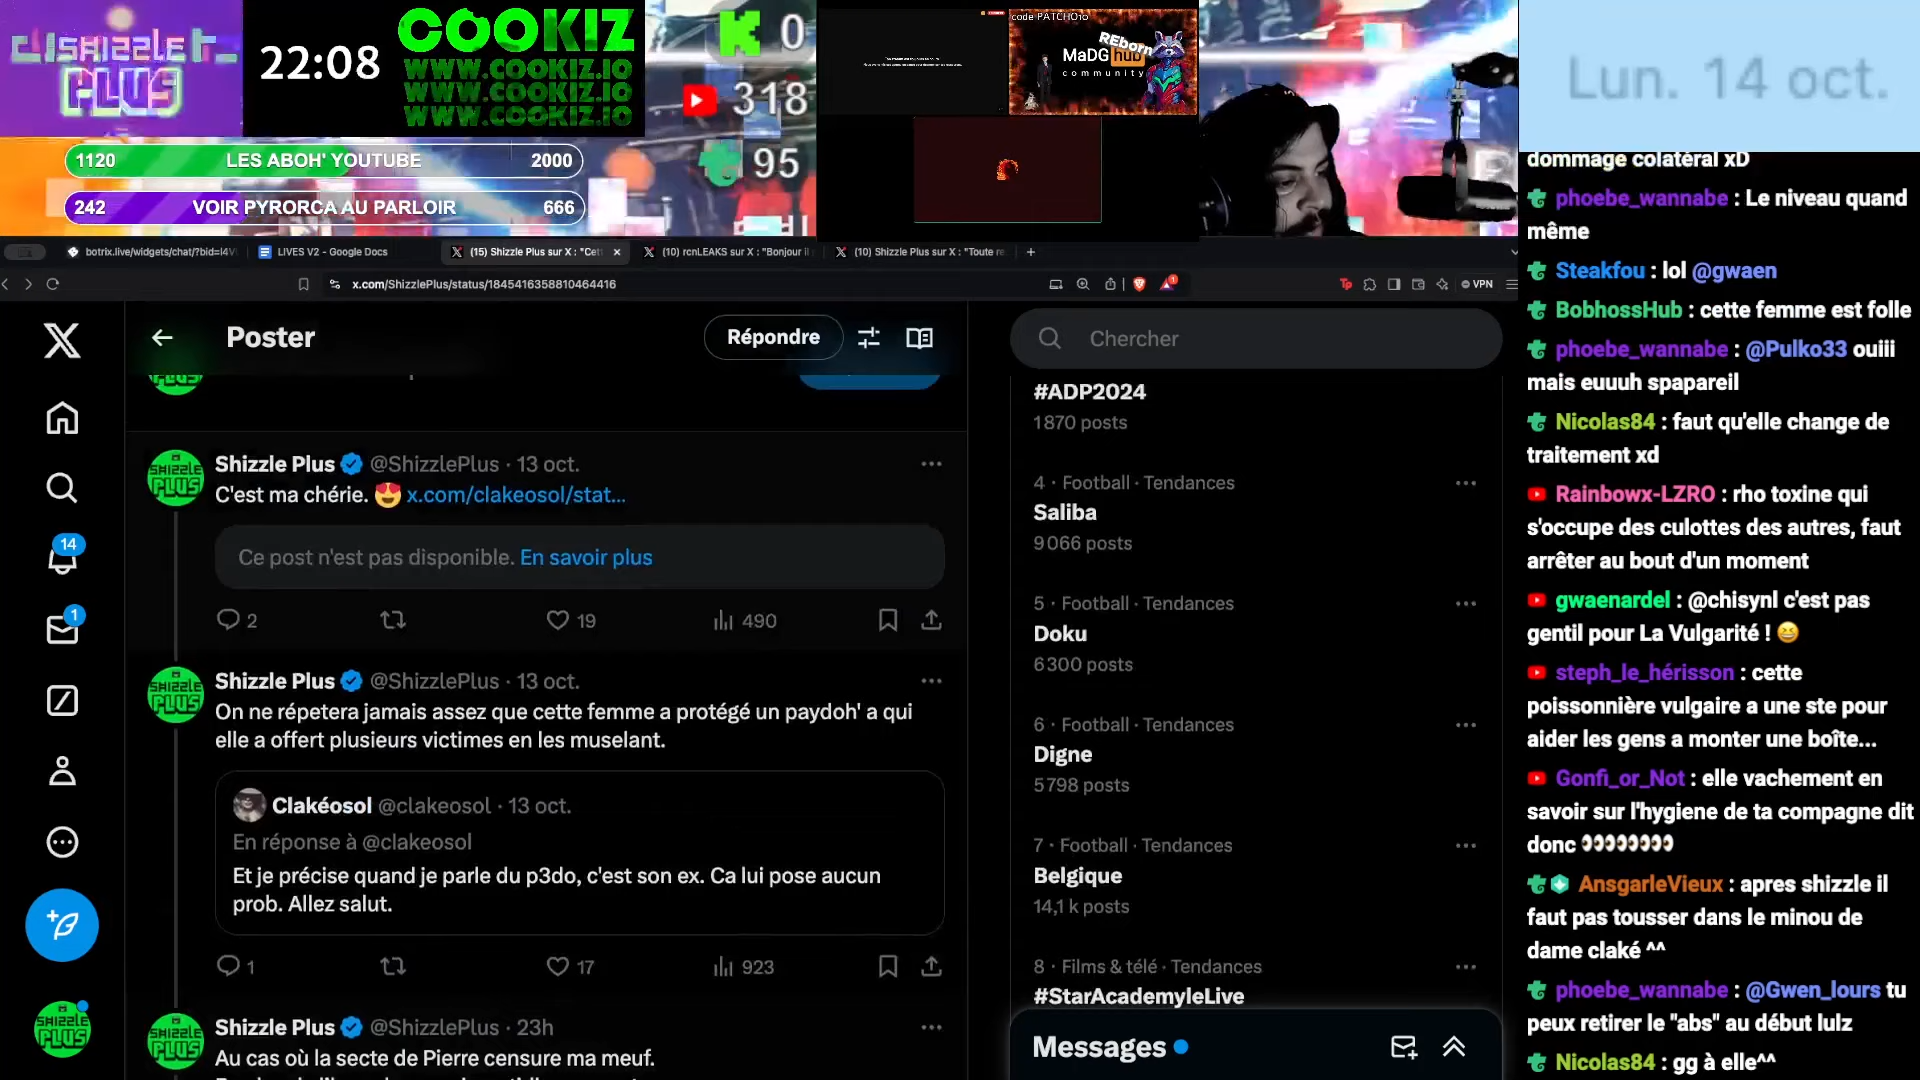 SHIZZLE
PLUS
22:08
COOKIZ
WWW.COOKIZ.IO
WWW.COOKIZ.IO
WWW.COOKIZ.IO
0
318
95
1120 LES ABOH' YOUTUBE 2000
242 VOIR PYRORCA AU PARLOIR 666
code PATCHO10
REborn
MaDG hub
community
Lun. 14 oct.
botrix.live/widgets/chat/?bid=I4V
LIVES V2 - Google Docs
(15) Shizzle Plus sur X : "Cett
(10) rcnLEAKS sur X : "Bonjour il
(10) Shizzle Plus sur X : "Toute re
x.com/ShizzlePlus/status/1845416358810464416
VPN
14
1
Poster
Répondre
Shizzle Plus @ShizzlePlus · 13 oct.
C'est ma chérie. 😍 x.com/clakeosol/stat...
Ce post n'est pas disponible. En savoir plus
2 19 490
Shizzle Plus @ShizzlePlus · 13 oct.
On ne répetera jamais assez que cette femme a protégé un paydoh' a qui
elle a offert plusieurs victimes en les muselant.
Clakéosol @clakeosol · 13 oct.
En réponse à @clakeosol
Et je précise quand je parle du p3do, c'est son ex. Ca lui pose aucun
prob. Allez salut.
1 17 923
Shizzle Plus @ShizzlePlus · 23h
Au cas où la secte de Pierre censure ma meuf.
Chercher
#ADP2024
1 870 posts
4 · Football · Tendances
Saliba
9 066 posts
5 · Football · Tendances
Doku
6 300 posts
6 · Football · Tendances
Digne
5 798 posts
7 · Football · Tendances
Belgique
14,1 k posts
8 · Films & télé · Tendances
#StarAcademyleLive
Messages
dommage colatéral xD
phoebe_wannabe : Le niveau quand
même
Steakfou : lol @gwaen
BobhossHub : cette femme est folle
phoebe_wannabe : @Pulko33 ouiii
mais euuuh spapareil
Nicolas84 : faut qu'elle change de
traitement xd
Rainbowx-LZRO : rho toxine qui
s'occupe des culottes des autres, faut
arrêter au bout d'un moment
gwaenardel : @chisynl c'est pas
gentil pour La Vulgarité ! 😆
steph_le_hérisson : cette
poissonnière vulgaire a une ste pour
aider les gens a monter une boîte...
Gonfi_or_Not : elle vachement en
savoir sur l'hygiene de ta compagne dit
donc 👀👀👀👀👀👀👀👀
AnsgarleVieux : apres shizzle il
faut pas tousser dans le minou de
dame claké ^^
phoebe_wannabe : @Gwen_lours tu
peux retirer le "abs" au début lulz
Nicolas84 : gg à elle^^